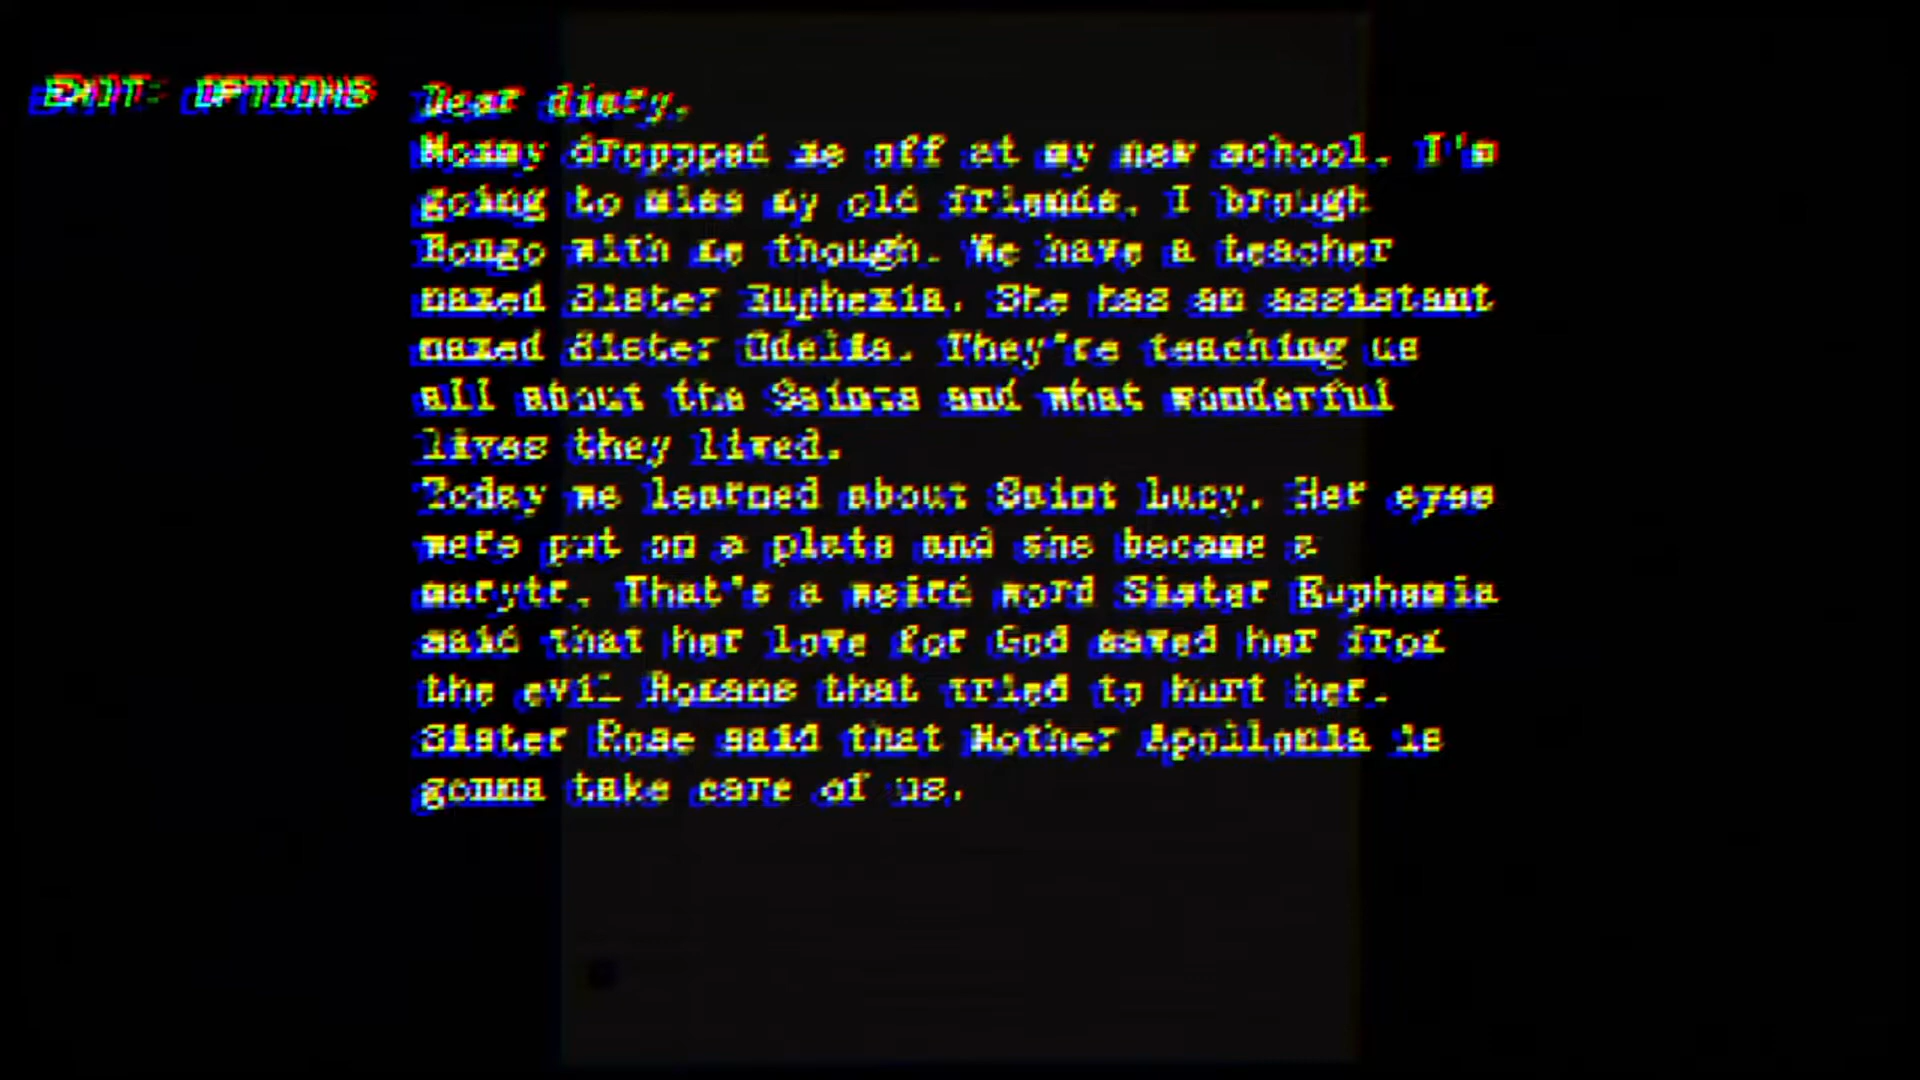 EXIT: OPTIONS
Dear diary,
Mommy droppped me off at my new school. I'm
going to miss my old friends. I brough
Bongo with me though. We have a teacher
named Sister Euphemia. She has an assistant
named Sister Odelia. They're teaching us
all about the Saints and what wonderful
lives they lived.
Today we learned about Saint Lucy. Her eyes
were put on a plate and she became a
marytr. That's a weird word Sister Euphemia
said that her love for God saved her from
the evil Romans that tried to hurt her.
Sister Rose said that Mother Apollonia is
gonna take care of us.